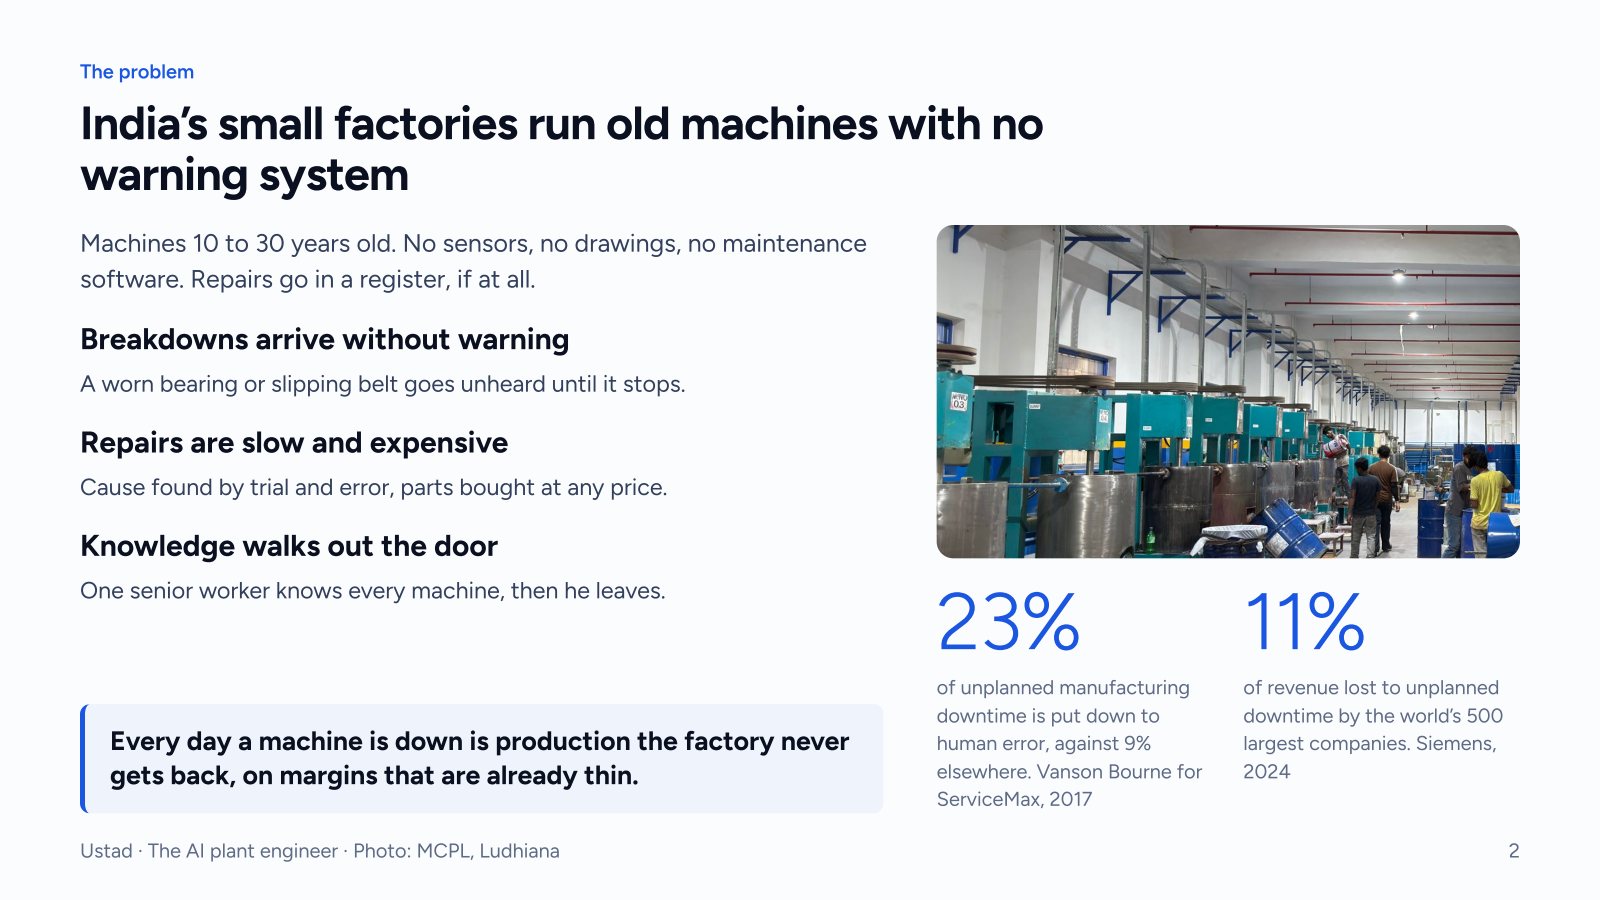 The problem
India’s small factories run old machines with no
warning system
Machines 10 to 30 years old. No sensors, no drawings, no maintenance
software. Repairs go in a register, if at all.
Breakdowns arrive without warning
A worn bearing or slipping belt goes unheard until it stops.
Repairs are slow and expensive
Cause found by trial and error, parts bought at any price.
Knowledge walks out the door
One senior worker knows every machine, then he leaves.
Every day a machine is down is production the factory never
gets back, on margins that are already thin.
03
23%
of unplanned manufacturing
downtime is put down to
human error, against 9%
elsewhere. Vanson Bourne for
ServiceMax, 2017
11%
of revenue lost to unplanned
downtime by the world’s 500
largest companies. Siemens,
2024
Ustad · The AI plant engineer · Photo: MCPL, Ludhiana
2